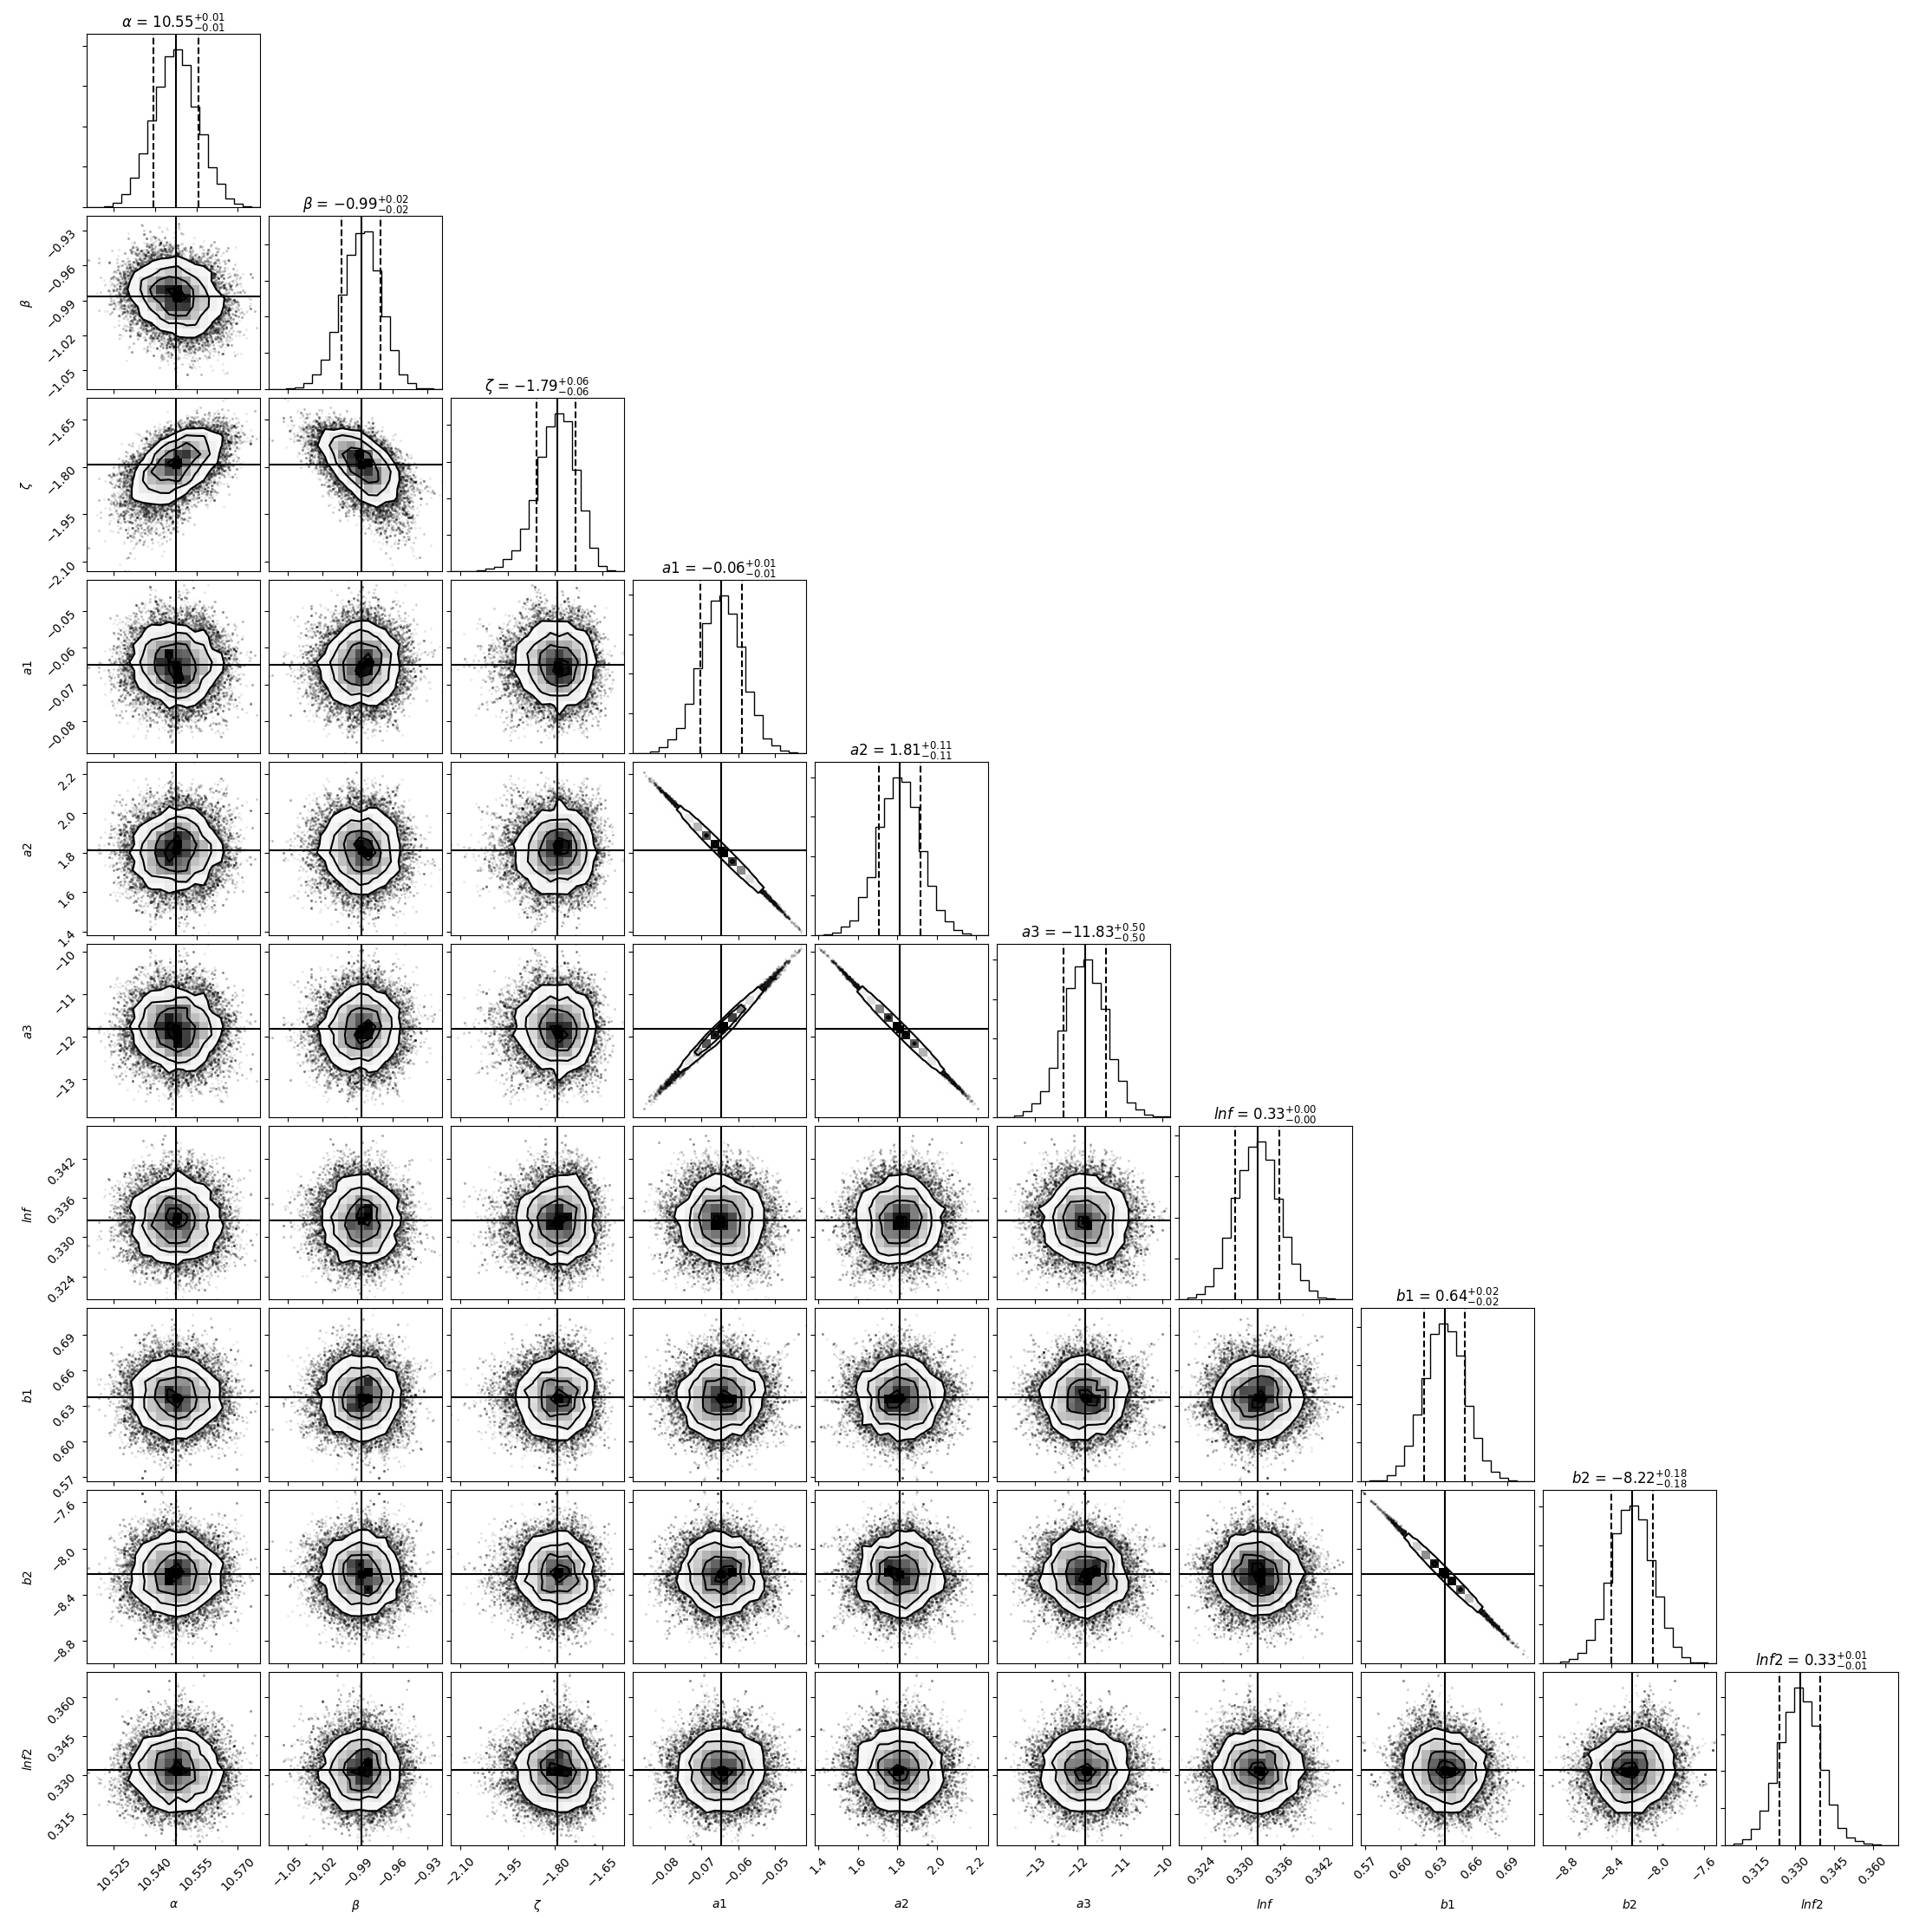 α = 10.55+0.01 −0.01
β = −0.99+0.02 −0.02
−0.93
−0.96
−0.99
−1.02
−1.05
β
ζ = −1.79+0.06 −0.06
−1.65
−1.80
−1.95
−2.10
ζ
a1 = −0.06+0.01 −0.01
−0.05
−0.06
−0.07
−0.08
a1
a2 = 1.81+0.11 −0.11
2.2
2.0
1.8
1.6
1.4
a2
a3 = −11.83+0.50 −0.50
−10
−11
−12
−13
a3
lnf = 0.33+0.00 −0.00
0.342
0.336
0.330
0.324
lnf
b1 = 0.64+0.02 −0.02
0.69
0.66
0.63
0.60
0.57
b1
b2 = −8.22+0.18 −0.18
−7.6
−8.0
−8.4
−8.8
b2
lnf2 = 0.33+0.01 −0.01
0.360
0.345
0.330
0.315
lnf2
10.525 10.540 10.555 10.570 −1.05 −1.02 −0.99 −0.96 −0.93 −2.10 −1.95 −1.80 −1.65 −0.08 −0.07 −0.06 −0.05 1.4 1.6 1.8 2.0 2.2 −13 −12 −11 −10 0.324 0.330 0.336 0.342 0.57 0.60 0.63 0.66 0.69 −8.8 −8.4 −8.0 −7.6 0.315 0.330 0.345 0.360
α β ζ a1 a2 a3 lnf b1 b2 lnf2